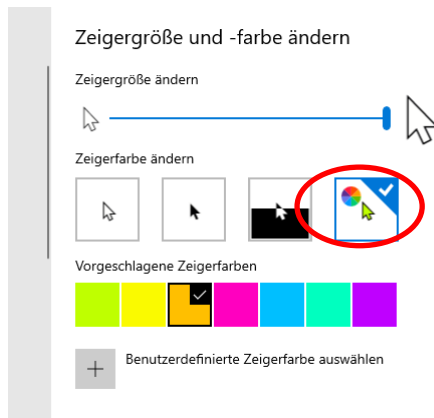 Zeigergröße und -farbe ändern
Zeigergröße ändern
Zeigerfarbe ändern
Vorgeschlagene Zeigerfarben
Benutzerdefinierte Zeigerfarbe auswählen